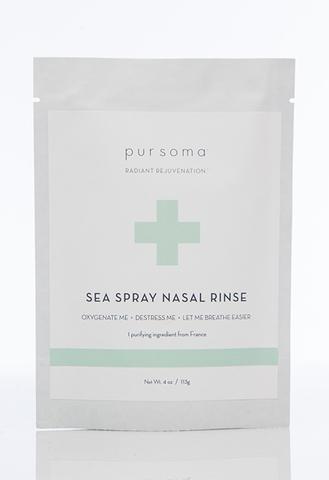 pursoma
RADIANT REJUVENATION
SEA SPRAY NASAL RINSE
OXYGENATE ME • DESTRESS ME • LET ME BREATHE EASIER
1 purifying ingredient from France
Net Wt. 4 oz / 113g